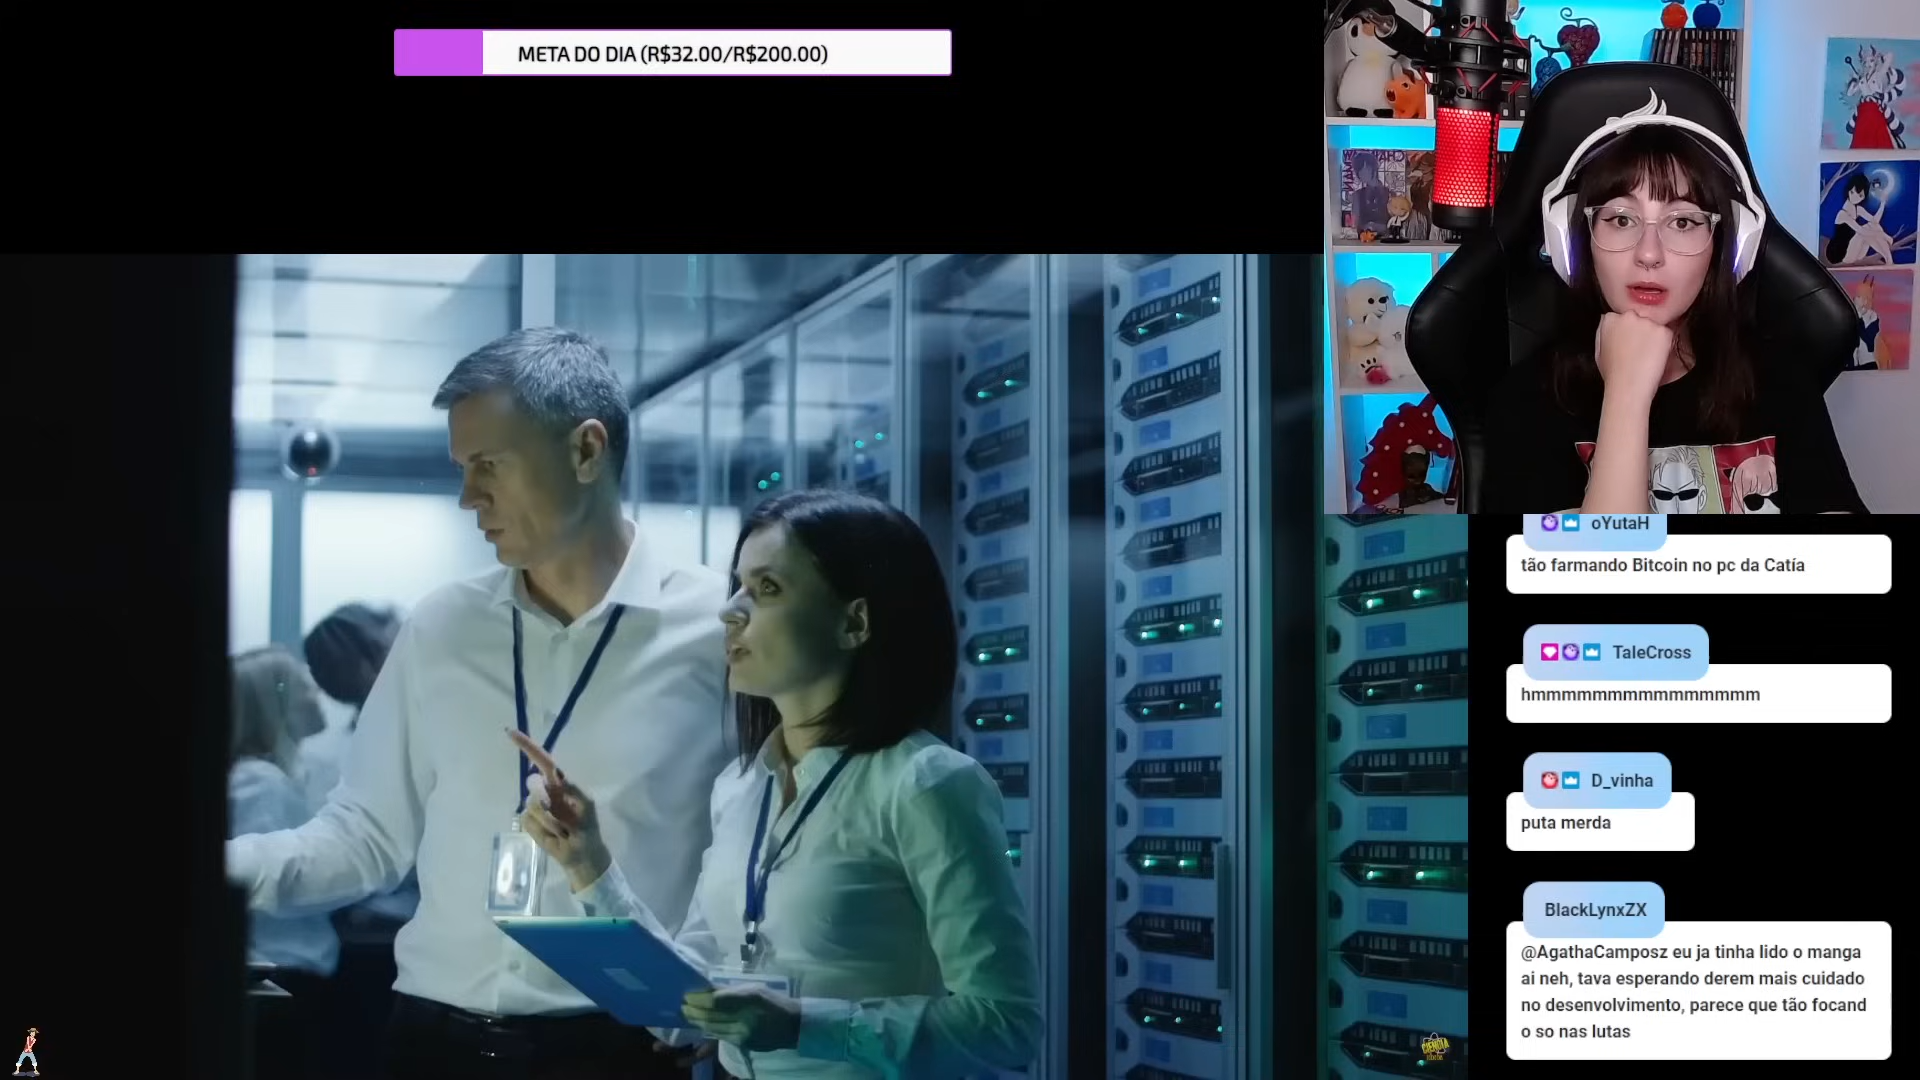 META DO DIA (R$32.00/R$200.00)
oYutaH
tão farmando Bitcoin no pc da Catía
TaleCross
hmmmmmmmmmmmmmmm
D_vinha
puta merda
BlackLynxZX
@AgathaCamposz eu ja tinha lido o manga
ai neh, tava esperando derem mais cuidado
no desenvolvimento, parece que tão focand
o so nas lutas
CIÊNCIA